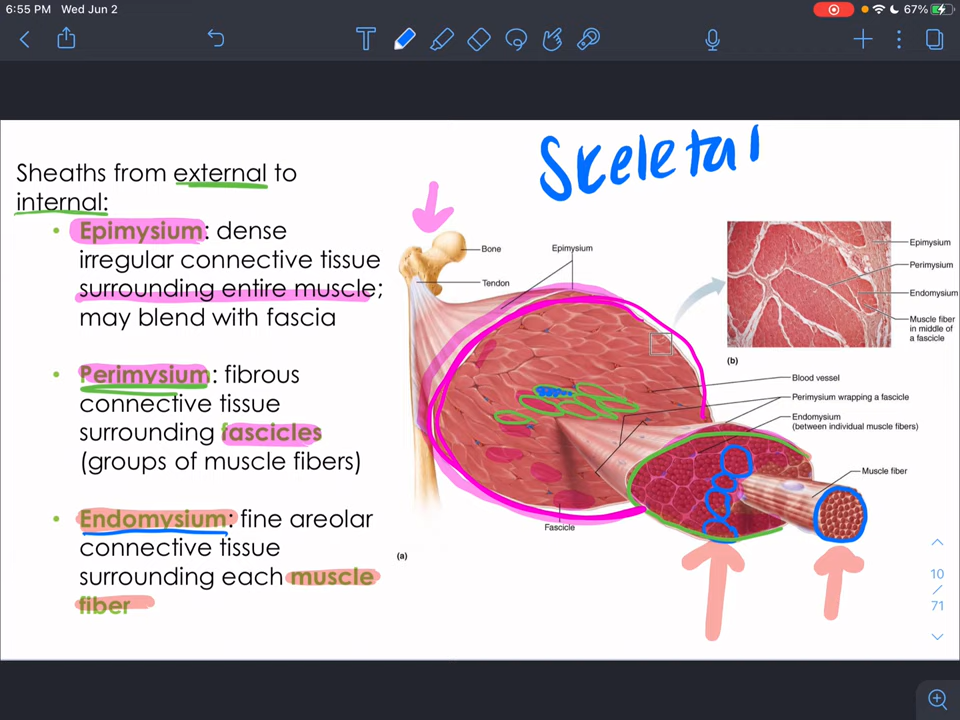 6:55 PM Wed Jun 2
67%
Skeletal
Sheaths from external to
internal:
• Epimysium: dense
irregular connective tissue
surrounding entire muscle;
may blend with fascia
• Perimysium: fibrous
connective tissue
surrounding fascicles
(groups of muscle fibers)
• Endomysium: fine areolar
connective tissue
surrounding each muscle
fiber
Bone
Epimysium
Tendon
Blood vessel
Perimysium wrapping a fascicle
Endomysium
(between individual muscle fibers)
Muscle fiber
Fascicle
(a)
Epimysium
Perimysium
Endomysium
Muscle fiber
in middle of
a fascicle
(b)
10
/
71